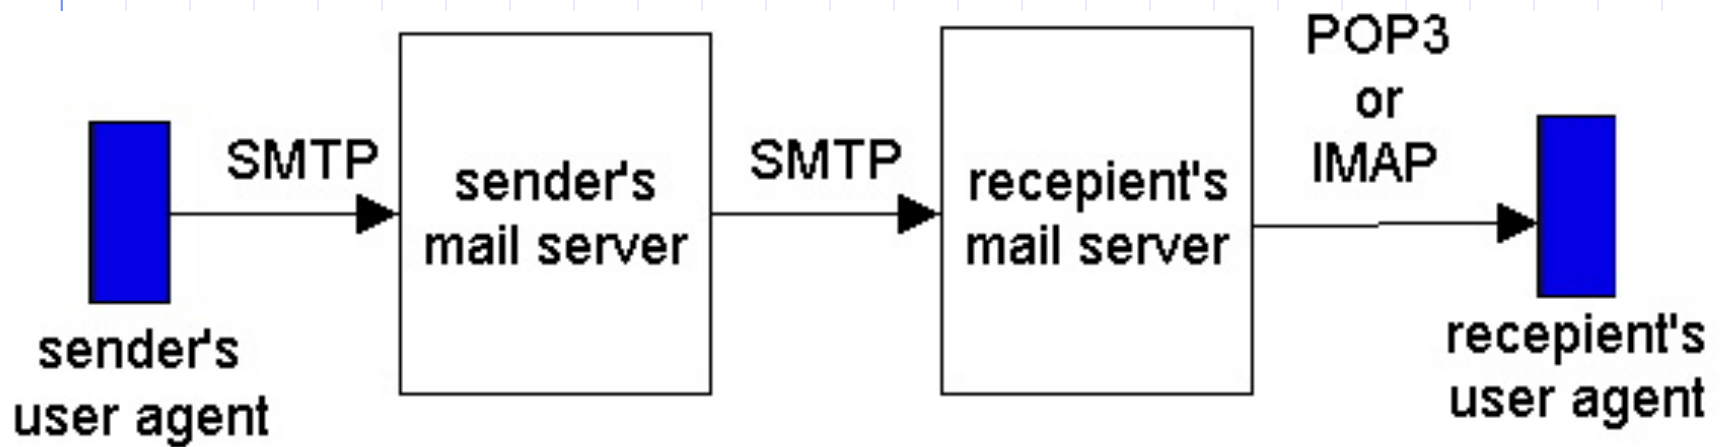 SMTP
sender's
mail server
SMTP
recepient's
mail server
POP3
or
IMAP
sender's
user agent
recepient's
user agent